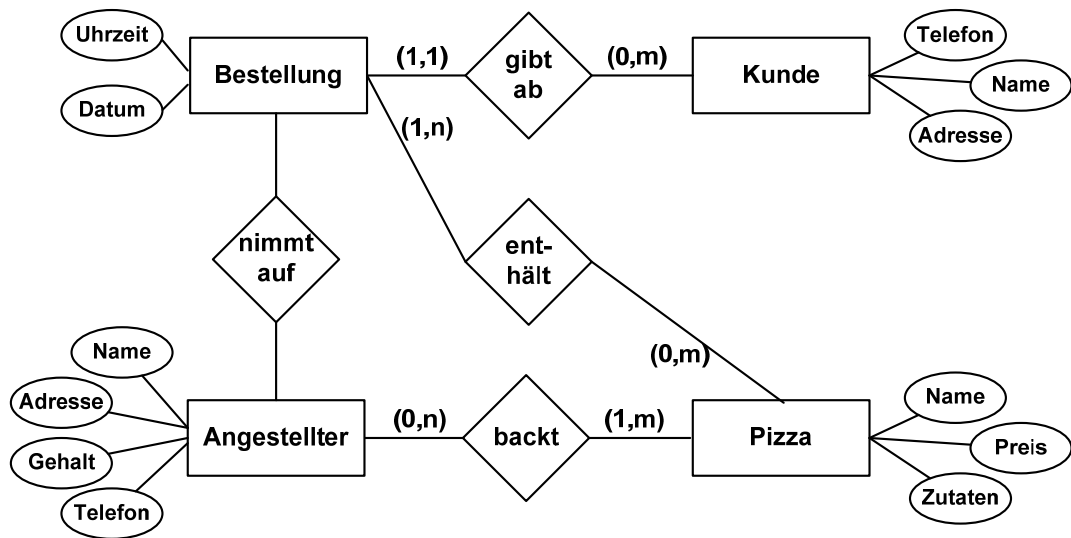 Uhrzeit
Datum
Bestellung
(1,1)
gibt
ab
(0,m)
Kunde
Telefon
Name
Adresse
(1,n)
nimmt
auf
ent-
hält
(0,m)
Name
Adresse
Gehalt
Telefon
Angestellter
(0,n)
backt
(1,m)
Pizza
Name
Preis
Zutaten